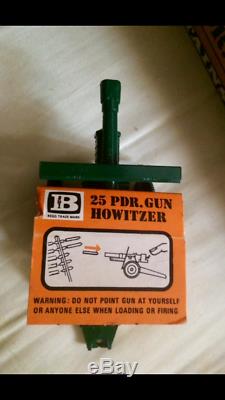 B
REGD TRADE MARK
25 PDR. GUN
HOWITZER
WARNING: DO NOT POINT GUN AT YOURSELF
OR ANYONE ELSE WHEN LOADING OR FIRING
ebay